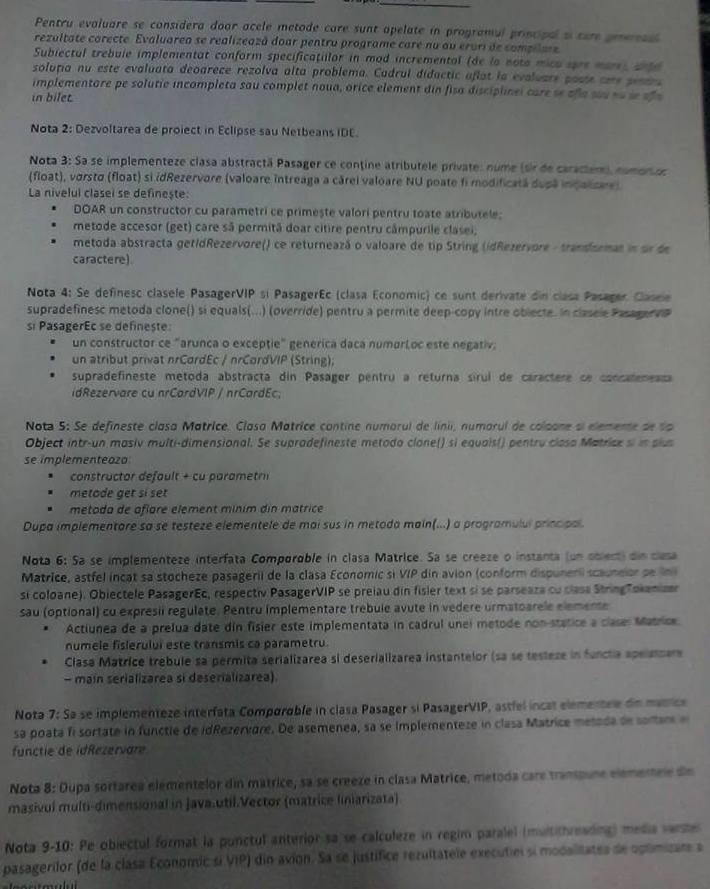 Pentru evaluare se considera doar acele metode care sunt apelate in programul principal si care genereaza
rezultate corecte. Evaluarea se realizează doar pentru programe care nu au erori de compilare.
Subiectul trebuie implementat conform specificațiilor in mod incremental (de la nota mica spre mare), altfel
soluția nu este evaluata deoarece rezolva alta problema. Cadrul didactic aflat la evaluare poate cere pentru
implementare pe solutie incompleta sau complet noua, orice element din fisa disciplinei care se afla sau nu se afla
in bilet.
Nota 2: Dezvoltarea de proiect in Eclipse sau Netbeans IDE.
Nota 3: Sa se implementeze clasa abstractă Pasager ce conține atributele private: nume (sir de caractere), numarLoc
(float), varsta (float) si idRezervare (valoare întreaga a cărei valoare NU poate fi modificată după inițializare).
La nivelul clasei se definește:
▪ DOAR un constructor cu parametri ce primește valori pentru toate atributele;
▪ metode accesor (get) care să permită doar citire pentru câmpurile clasei;
▪ metoda abstracta getIdRezervare() ce returnează o valoare de tip String (idRezervare - transformat in sir de
caractere).
Nota 4: Se definesc clasele PasagerVIP si PasagerEc (clasa Economic) ce sunt derivate din clasa Pasager. Clasele
supradefinesc metoda clone() si equals(...) (override) pentru a permite deep-copy intre obiecte. In clasele PasagerVIP
si PasagerEc se definește:
▪ un constructor ce "arunca o excepție" generica daca numarLoc este negativ;
▪ un atribut privat nrCardEc / nrCardVIP (String);
▪ supradefineste metoda abstracta din Pasager pentru a returna sirul de caractere ce concateneaza
idRezervare cu nrCardVIP / nrCardEc;
Nota 5: Se defineste clasa Matrice. Clasa Matrice contine numarul de linii, numarul de coloane si elemente de tip
Object intr-un masiv multi-dimensional. Se supradefineste metoda clone() si equals() pentru clasa Matrice si in plus
se implementeaza:
▪ constructor default + cu parametrii
▪ metode get si set
▪ metoda de aflare element minim din matrice
Dupa implementare sa se testeze elementele de mai sus in metoda main(...) a programului principal.
Nota 6: Sa se implementeze interfata Comparable in clasa Matrice. Sa se creeze o instanta (un obiect) din clasa
Matrice, astfel incat sa stocheze pasagerii de la clasa Economic si VIP din avion (conform dispunerii scaunelor pe linii
si coloane). Obiectele PasagerEc, respectiv PasagerVIP se preiau din fisier text si se parseaza cu clasa StringTokenizer
sau (optional) cu expresii regulate. Pentru implementare trebuie avute in vedere urmatoarele elemente:
▪ Actiunea de a prelua date din fisier este implementata in cadrul unei metode non-statice a clasei Matrice,
numele fisierului este transmis ca parametru.
▪ Clasa Matrice trebuie sa permita serializarea si deserializarea instantelor (sa se testeze in functia apelatoare
– main serializarea si deserializarea).
Nota 7: Sa se implementeze interfata Comparable in clasa Pasager si PasagerVIP, astfel incat elementele din matrice
sa poata fi sortate in functie de idRezervare. De asemenea, sa se implementeze in clasa Matrice metoda de sortare in
functie de idRezervare.
Nota 8: Dupa sortarea elementelor din matrice, sa se creeze in clasa Matrice, metoda care transpune elementele din
masivul multi-dimensional in java.util.Vector (matrice liniarizata).
Nota 9-10: Pe obiectul format la punctul anterior sa se calculeze in regim paralel (multithreading) media varstei
pasagerilor (de la clasa Economic si VIP) din avion. Sa se justifice rezultatele executiei si modalitatea de optimizare a
algoritmului